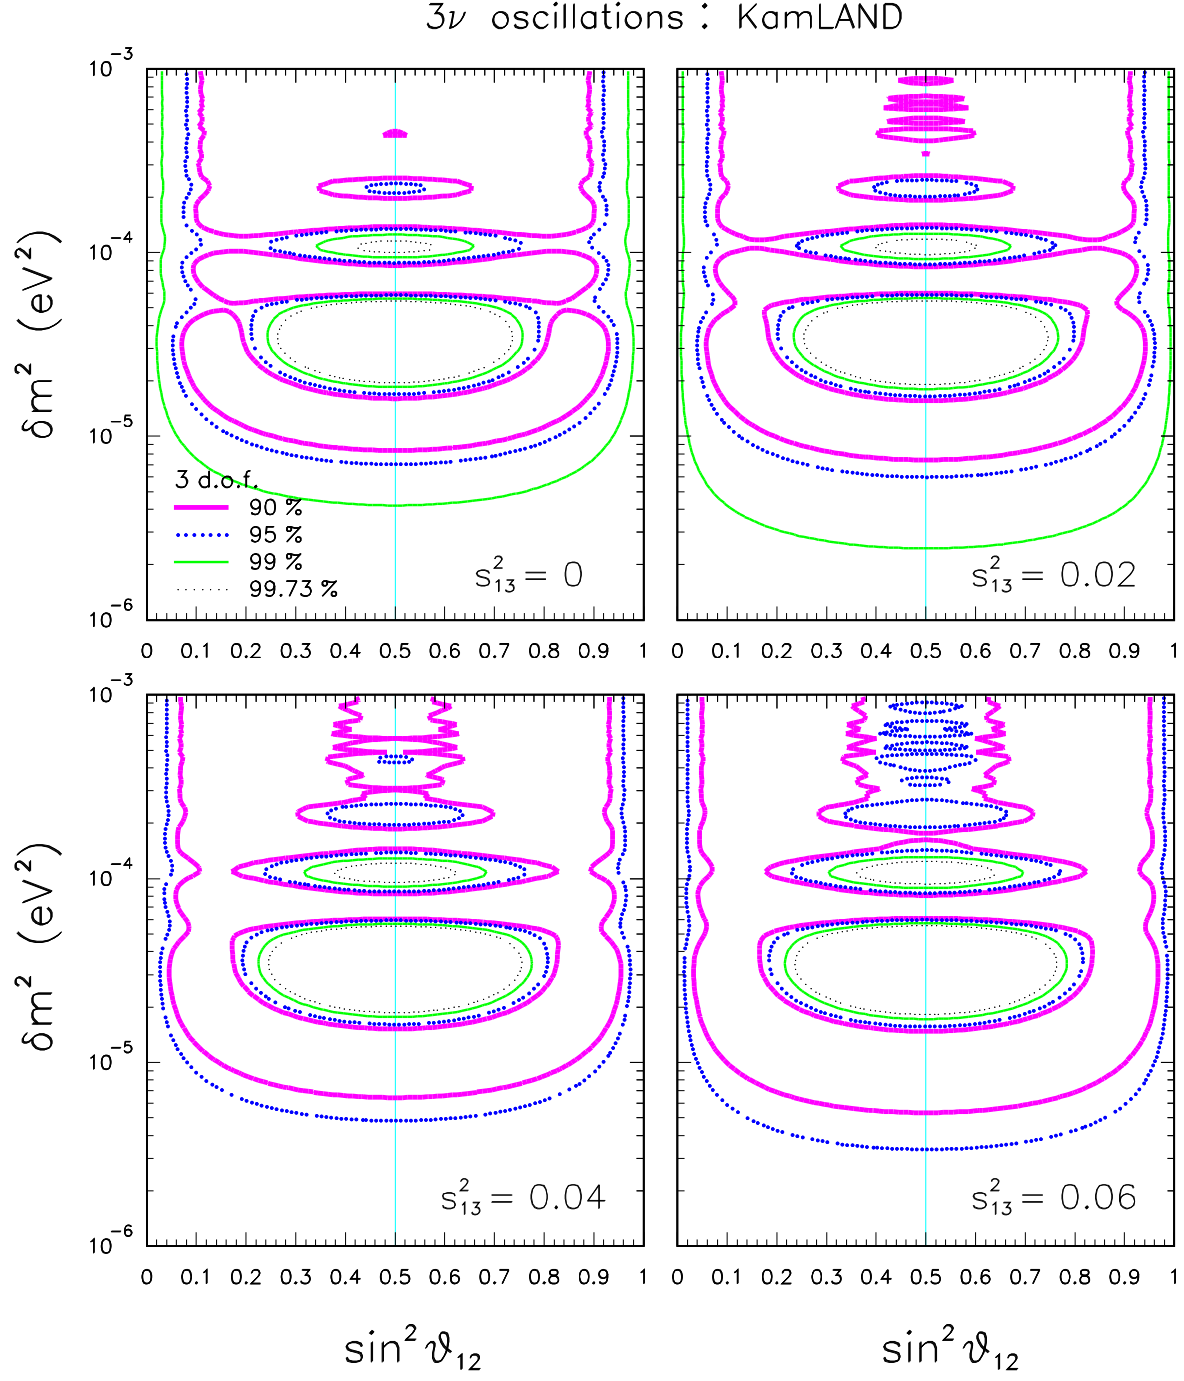 3ν oscillations : KamLAND
10⁻³
10⁻⁴
10⁻⁵
10⁻⁶
δm² (eV²)
3 d.o.f.
90 %
95 %
99 %
99.73 %
s²₁₃ = 0
s²₁₃ = 0.02
0 0.1 0.2 0.3 0.4 0.5 0.6 0.7 0.8 0.9 1
0 0.1 0.2 0.3 0.4 0.5 0.6 0.7 0.8 0.9 1
10⁻³
10⁻⁴
10⁻⁵
10⁻⁶
δm² (eV²)
s²₁₃ = 0.04
s²₁₃ = 0.06
0 0.1 0.2 0.3 0.4 0.5 0.6 0.7 0.8 0.9 1
0 0.1 0.2 0.3 0.4 0.5 0.6 0.7 0.8 0.9 1
sin² ϑ₁₂
sin² ϑ₁₂